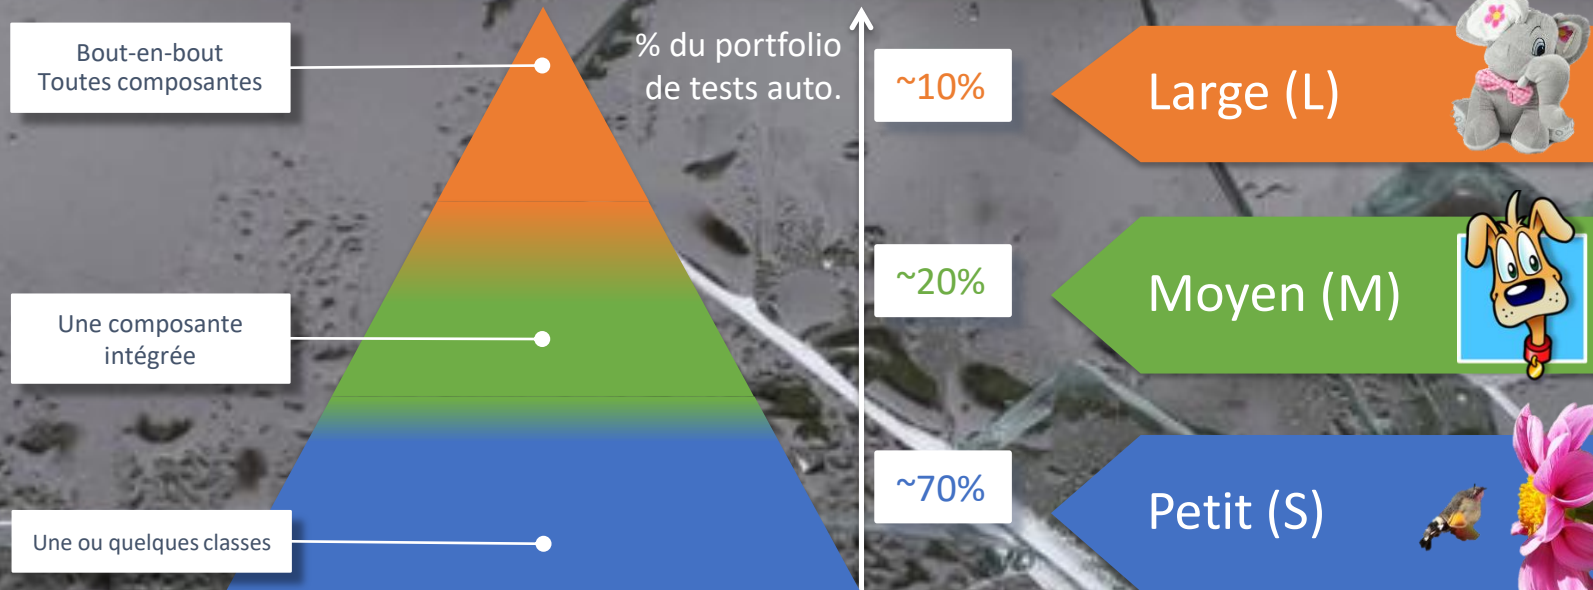 Bout-en-bout
Toutes composantes
% du portfolio
de tests auto.
~10%
Large (L)
Une composante
intégrée
~20%
Moyen (M)
Une ou quelques classes
~70%
Petit (S)